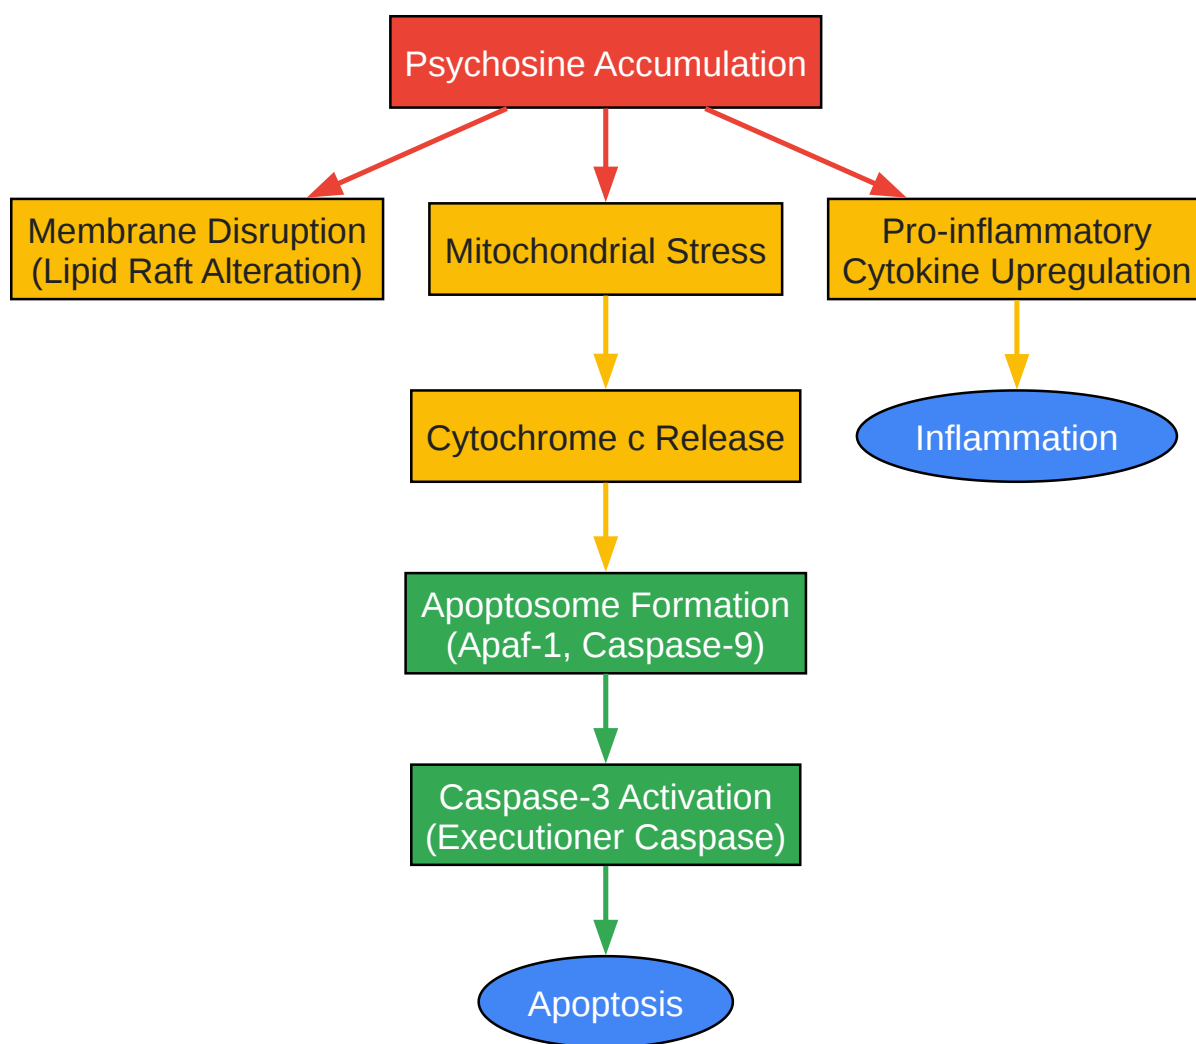 Psychosine Accumulation
Membrane Disruption
(Lipid Raft Alteration)
Mitochondrial Stress
Pro-inflammatory
Cytokine Upregulation
Cytochrome c Release
Inflammation
Apoptosome Formation
(Apaf-1, Caspase-9)
Caspase-3 Activation
(Executioner Caspase)
Apoptosis